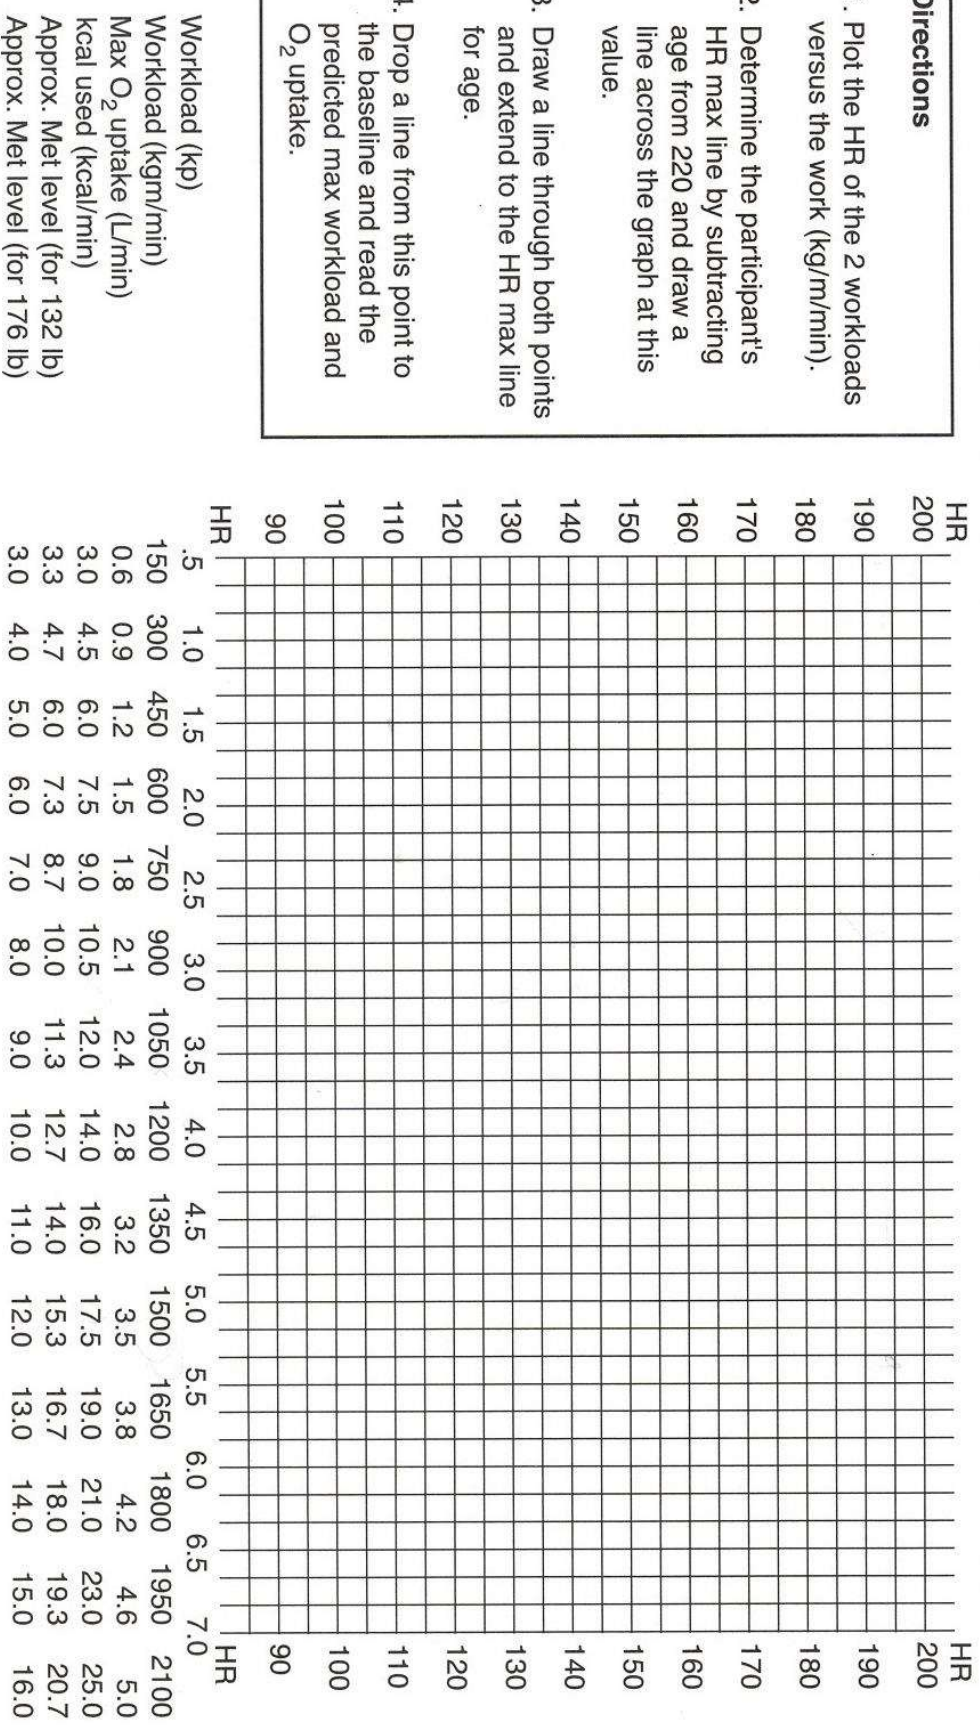 Directions
. Plot the HR of the 2 workloads
versus the work (kg/m/min).
2. Determine the participant's
HR max line by subtracting
age from 220 and draw a
line across the graph at this
value.
3. Draw a line through both points
and extend to the HR max line
for age.
4. Drop a line from this point to
the baseline and read the
predicted max workload and
O2 uptake.
HR HR
200 200
190 190
180 180
170 170
160 160
150 150
140 140
130 130
120 120
110 110
100 100
90 90
HR HR
Workload (kp) .5 1.0 1.5 2.0 2.5 3.0 3.5 4.0 4.5 5.0 5.5 6.0 6.5 7.0
Workload (kgm/min) 150 300 450 600 750 900 1050 1200 1350 1500 1650 1800 1950 2100
Max O2 uptake (L/min) 0.6 0.9 1.2 1.5 1.8 2.1 2.4 2.8 3.2 3.5 3.8 4.2 4.6 5.0
kcal used (kcal/min) 3.0 4.5 6.0 7.5 9.0 10.5 12.0 14.0 16.0 17.5 19.0 21.0 23.0 25.0
Approx. Met level (for 132 lb) 3.3 4.7 6.0 7.3 8.7 10.0 11.3 12.7 14.0 15.3 16.7 18.0 19.3 20.7
Approx. Met level (for 176 lb) 3.0 4.0 5.0 6.0 7.0 8.0 9.0 10.0 11.0 12.0 13.0 14.0 15.0 16.0